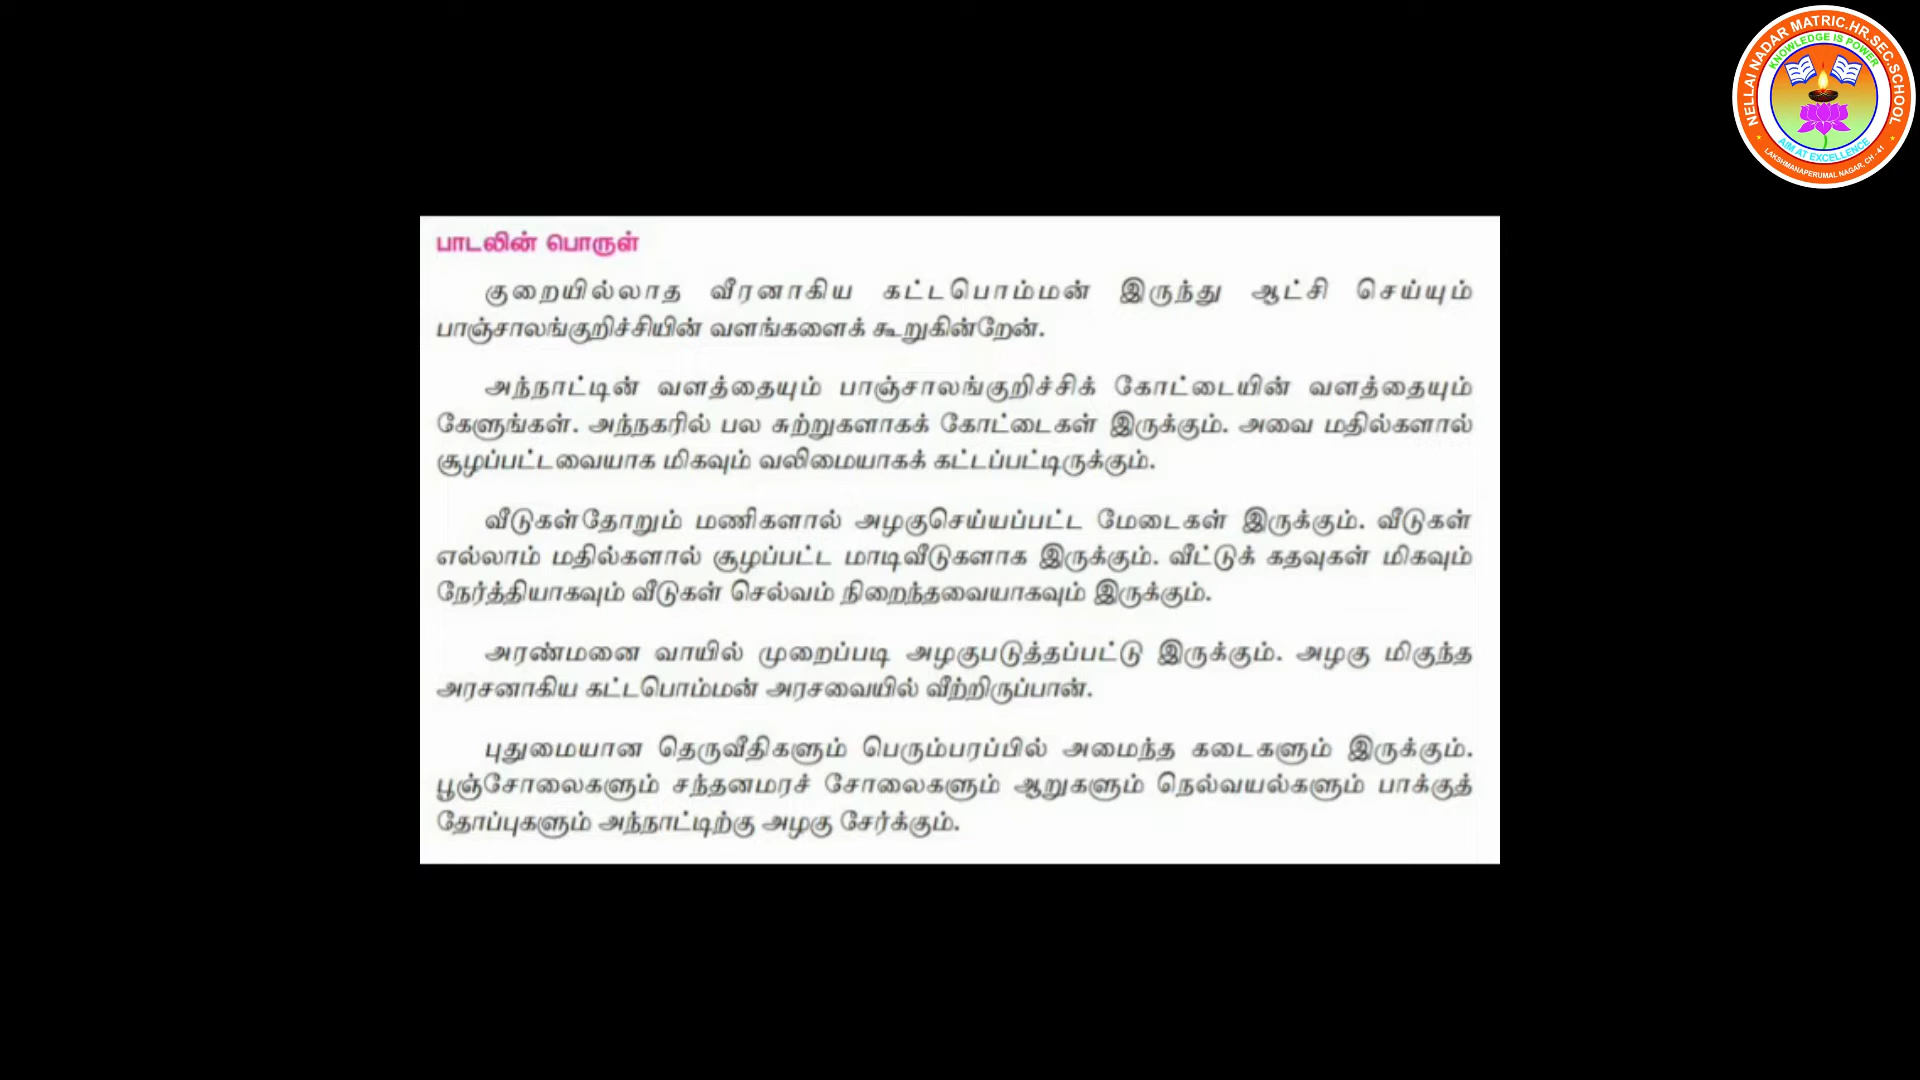 NELLAI NADAR MATRIC.HR.SEC.SCHOOL
KNOWLEDGE IS POWER
AIM AT EXCELLENCE
LAKSHMANAPERUMAL NAGAR, CH - 41
பாடலின் பொருள்
குறையில்லாத வீரனாகிய கட்டபொம்மன் இருந்து ஆட்சி செய்யும்
பாஞ்சாலங்குறிச்சியின் வளங்களைக் கூறுகின்றேன்.
அந்நாட்டின் வளத்தையும் பாஞ்சாலங்குறிச்சிக் கோட்டையின் வளத்தையும்
கேளுங்கள். அந்நகரில் பல சுற்றுகளாகக் கோட்டைகள் இருக்கும். அவை மதில்களால்
சூழப்பட்டவையாக மிகவும் வலிமையாகக் கட்டப்பட்டிருக்கும்.
வீடுகள்தோறும் மணிகளால் அழகுசெய்யப்பட்ட மேடைகள் இருக்கும். வீடுகள்
எல்லாம் மதில்களால் சூழப்பட்ட மாடிவீடுகளாக இருக்கும். வீட்டுக் கதவுகள் மிகவும்
நேர்த்தியாகவும் வீடுகள் செல்வம் நிறைந்தவையாகவும் இருக்கும்.
அரண்மனை வாயில் முறைப்படி அழகுபடுத்தப்பட்டு இருக்கும். அழகு மிகுந்த
அரசனாகிய கட்டபொம்மன் அரசவையில் வீற்றிருப்பான்.
புதுமையான தெருவீதிகளும் பெரும்பரப்பில் அமைந்த கடைகளும் இருக்கும்.
பூஞ்சோலைகளும் சந்தனமரச் சோலைகளும் ஆறுகளும் நெல்வயல்களும் பாக்குத்
தோப்புகளும் அந்நாட்டிற்கு அழகு சேர்க்கும்.